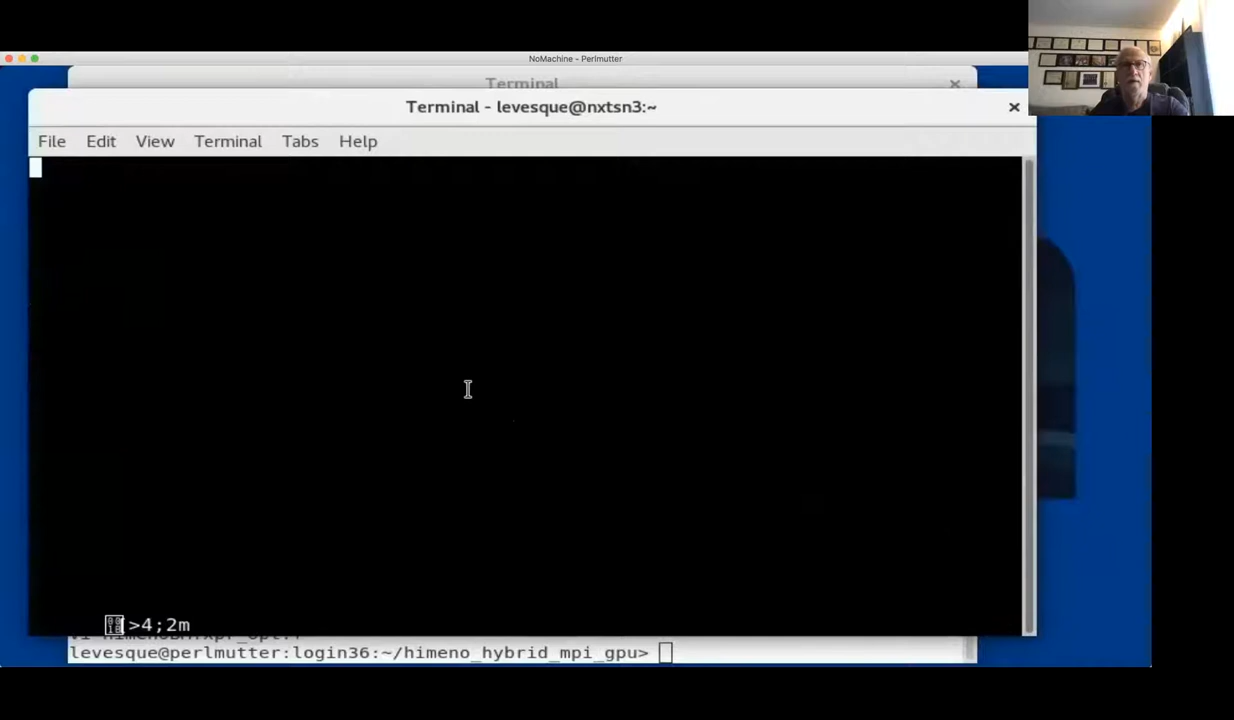 NoMachine - Perlmutter
Terminal
Terminal - levesque@nxtsn3:~
File Edit View Terminal Tabs Help
>4;2m
levesque@perlmutter:login36:~/himeno_hybrid_mpi_gpu>